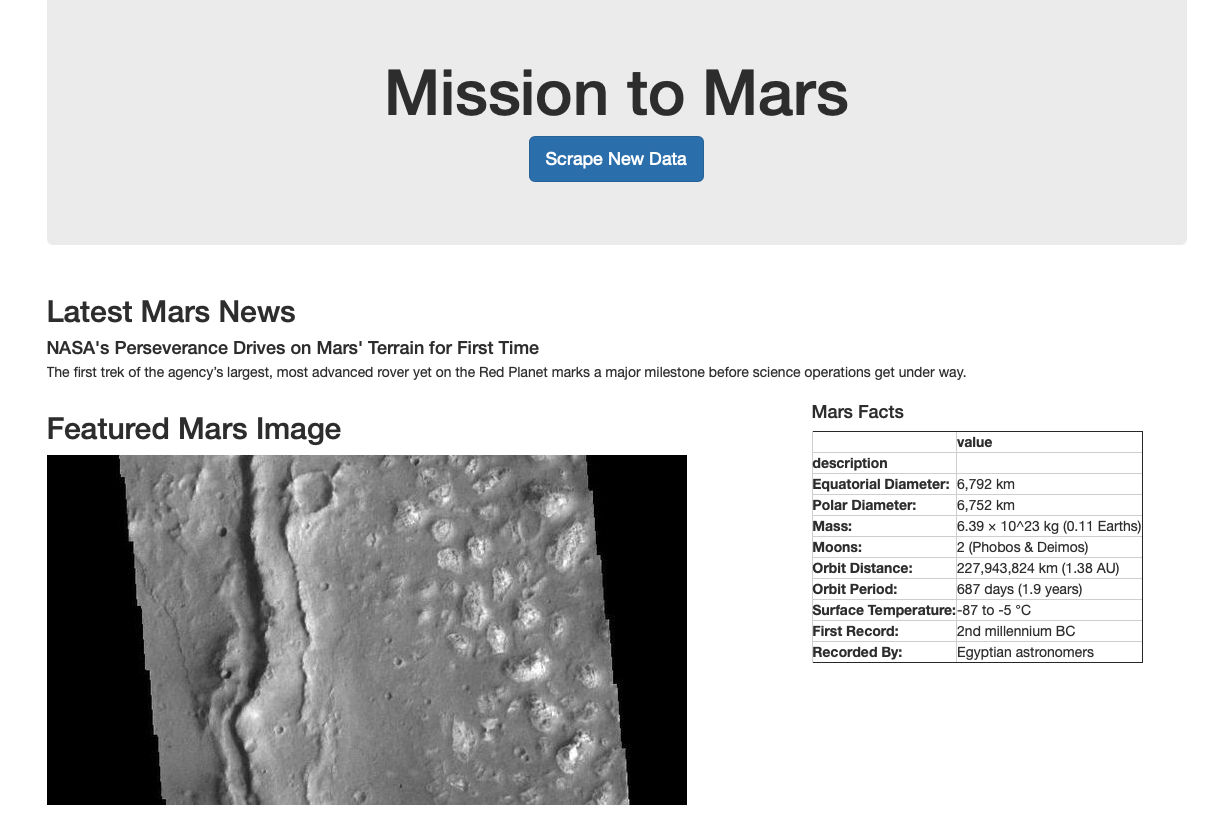 Mission to Mars
Scrape New Data
Latest Mars News
NASA's Perseverance Drives on Mars' Terrain for First Time
The first trek of the agency’s largest, most advanced rover yet on the Red Planet marks a major milestone before science operations get under way.
Featured Mars Image
Mars Facts
value
description
Equatorial Diameter: 6,792 km
Polar Diameter: 6,752 km
Mass: 6.39 × 10^23 kg (0.11 Earths)
Moons: 2 (Phobos & Deimos)
Orbit Distance: 227,943,824 km (1.38 AU)
Orbit Period: 687 days (1.9 years)
Surface Temperature: -87 to -5 °C
First Record: 2nd millennium BC
Recorded By: Egyptian astronomers